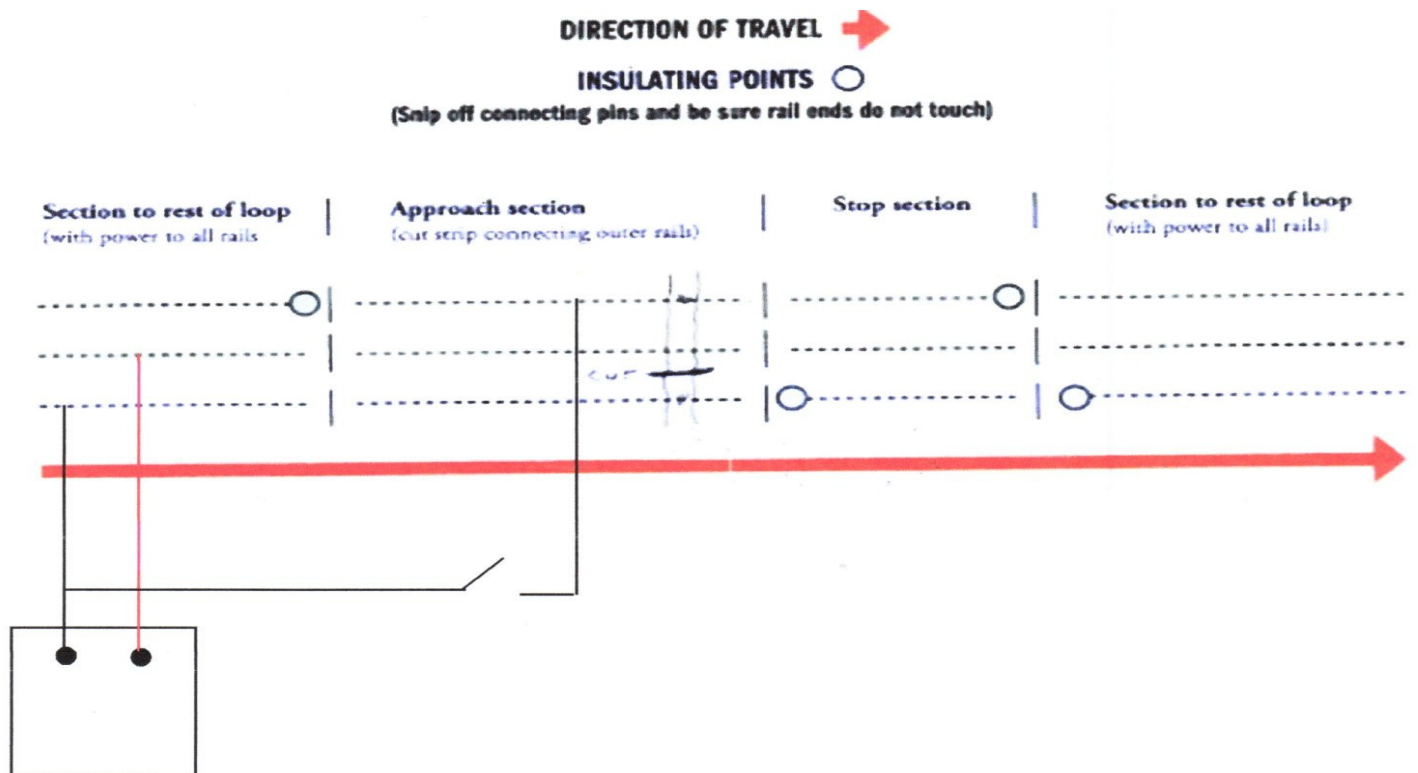 DIRECTION OF TRAVEL
INSULATING POINTS
(Snip off connecting pins and be sure rail ends do not touch)
Section to rest of loop
(with power to all rails
Approach section
(cut strip connecting outer rails)
Stop section
Section to rest of loop
(with power to all rails)
CUT